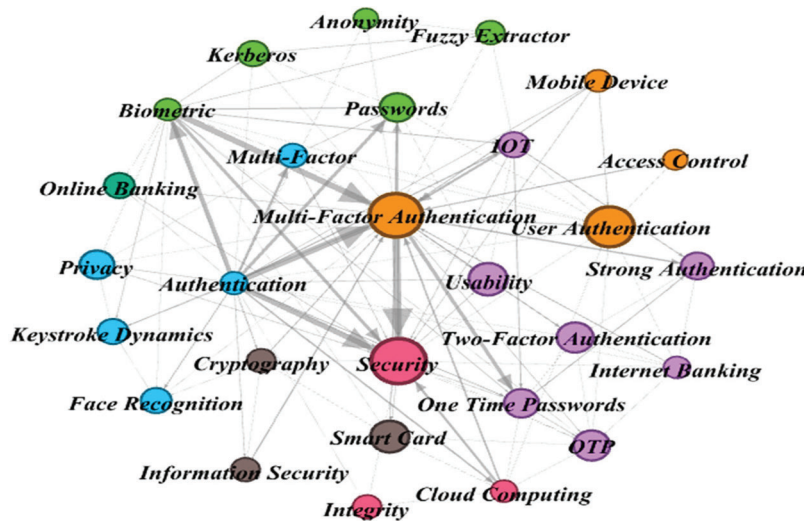 Anonymity
Fuzzy Extractor
Kerberos
Mobile Device
Biometric
Passwords
Multi-Factor
IOT
Access Control
Online Banking
Multi-Factor Authentication
User Authentication
Privacy
Authentication
Usability
Strong Authentication
Keystroke Dynamics
Cryptography
Security
Two-Factor Authentication
Internet Banking
Face Recognition
One Time Passwords
Smart Card
OTP
Information Security
Integrity
Cloud Computing